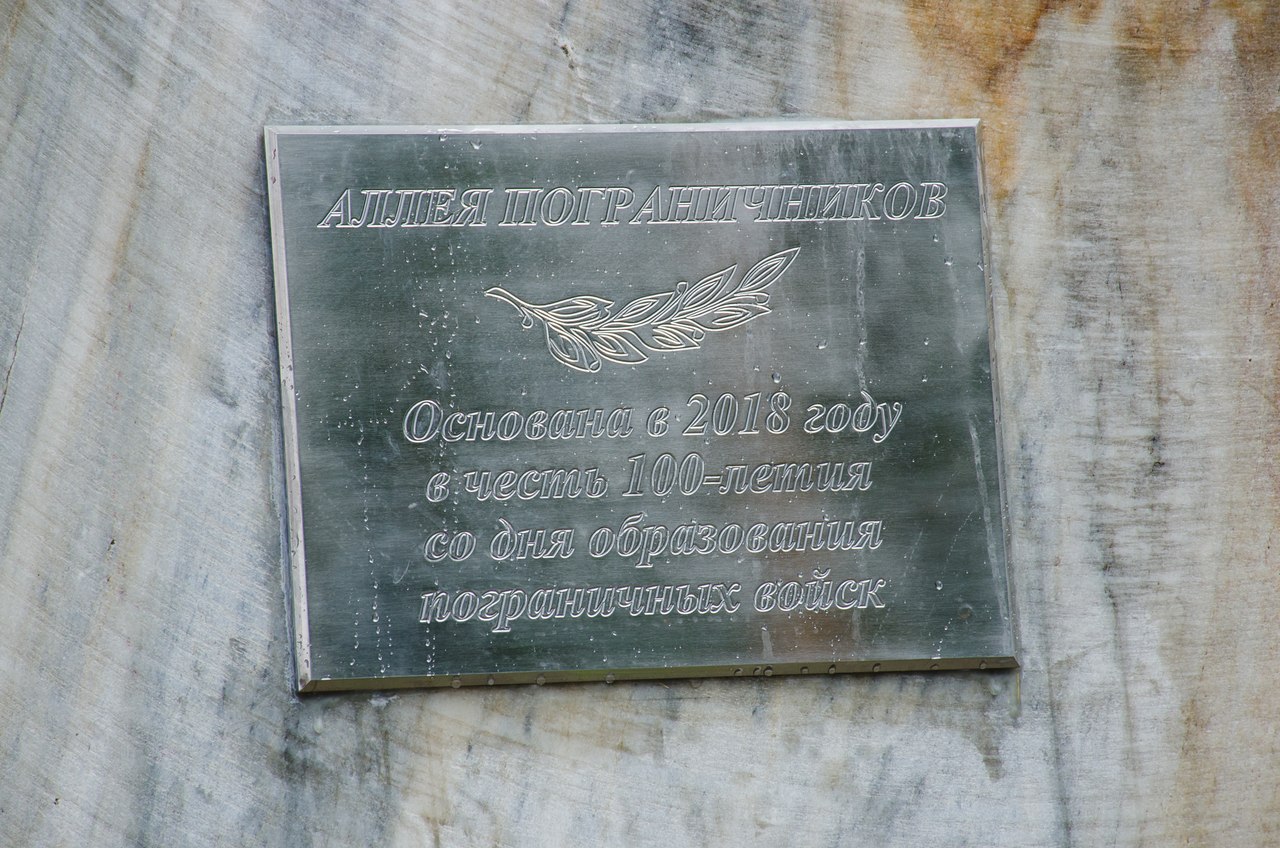 АЛЛЕЯ ПОГРАНИЧНИКОВ
Основана в 2018 году
в честь 100-летия
со дня образования
пограничных войск